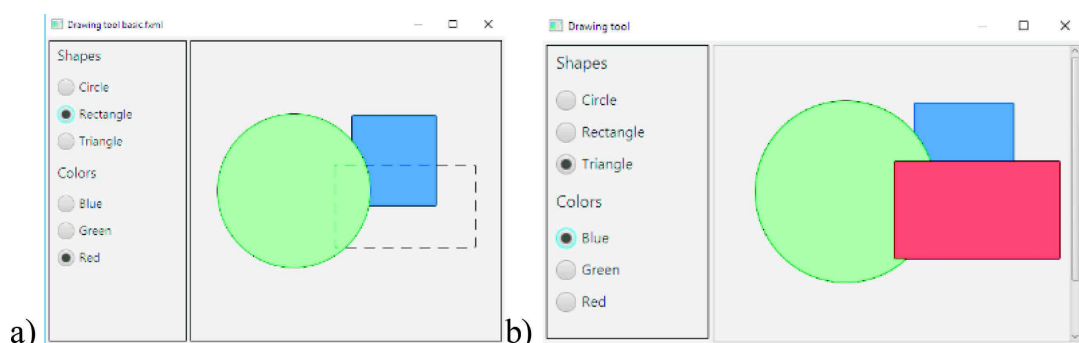 Drawing tool basic.fxml
Shapes
Circle
Rectangle
Triangle
Colors
Blue
Green
Red
a)
Drawing tool
Shapes
Circle
Rectangle
Triangle
Colors
Blue
Green
Red
b)